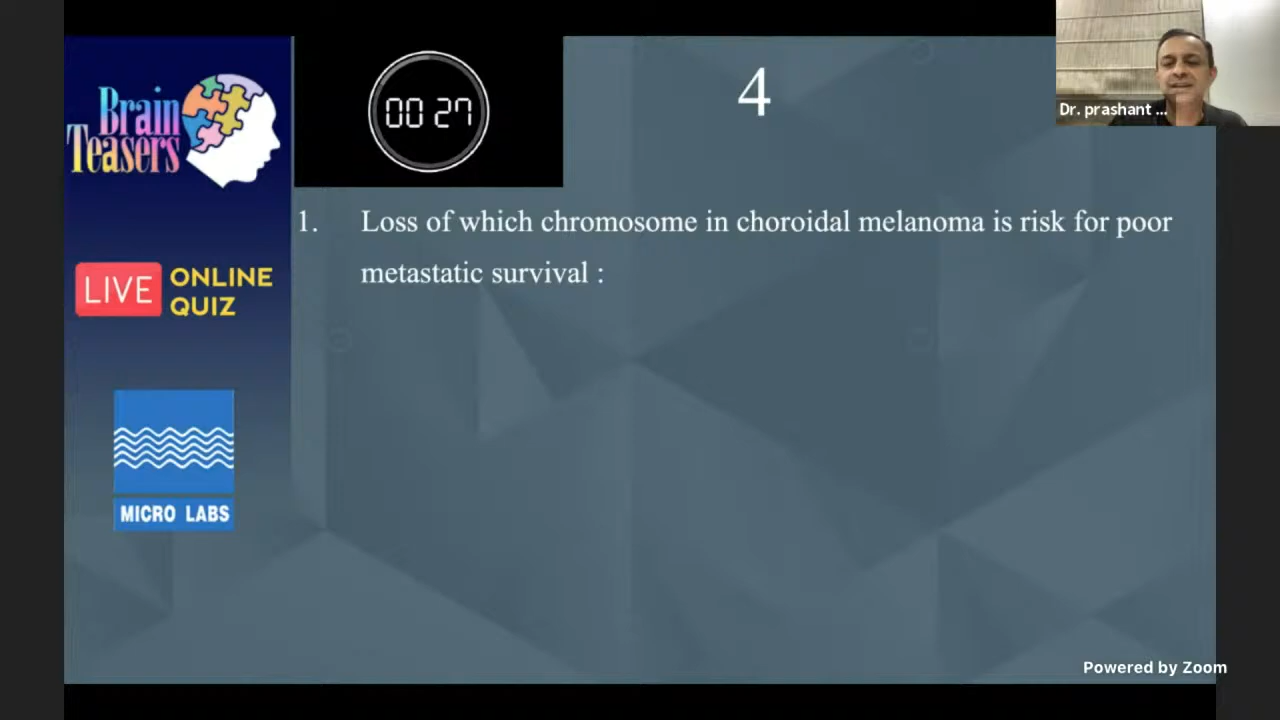 Brain
Teasers
LIVE ONLINE
QUIZ
MICRO LABS
00 27
4
Dr. prashant ...
1. Loss of which chromosome in choroidal melanoma is risk for poor
metastatic survival :
Powered by Zoom